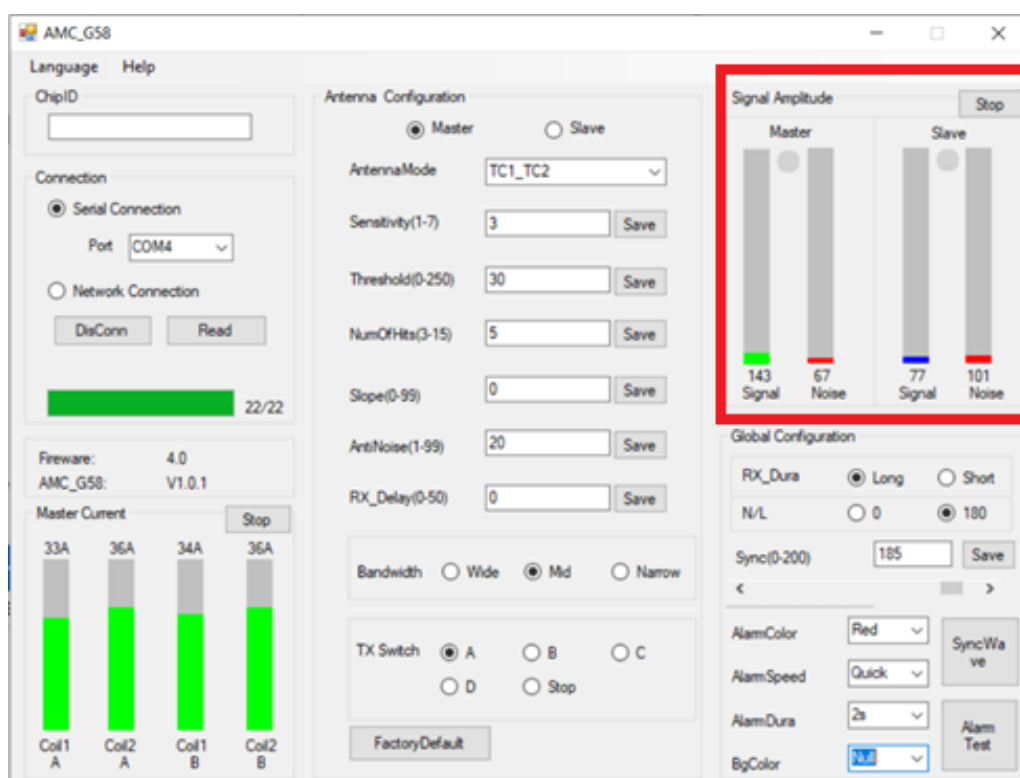 AMC_G58
Language Help
ChipID
Connection
Serial Connection
Port COM4
Network Connection
DisConn Read
22/22
Fireware: 4.0
AMC_G58: V1.0.1
Master Current Stop
33A 36A 34A 36A
Coil1 A Coil2 A Coil1 B Coil2 B
Antenna Configuration
Master Slave
AntennaMode TC1_TC2
Sensitivity(1-7) 3 Save
Threshold(0-250) 30 Save
NumOfHits(3-15) 5 Save
Slope(0-99) 0 Save
AntiNoise(1-99) 20 Save
RX_Delay(0-50) 0 Save
Bandwidth Wide Mid Narrow
TX Switch A B C
D Stop
FactoryDefault
Signal Amplitude Stop
Master Slave
143 67 77 101
Signal Noise Signal Noise
Global Configuration
RX_Dura Long Short
N/L 0 180
Sync(0-200) 185 Save
AlarmColor Red
AlarmSpeed Quick
SyncWa
ve
AlarmDura 2s
BgColor Null
Alarm
Test